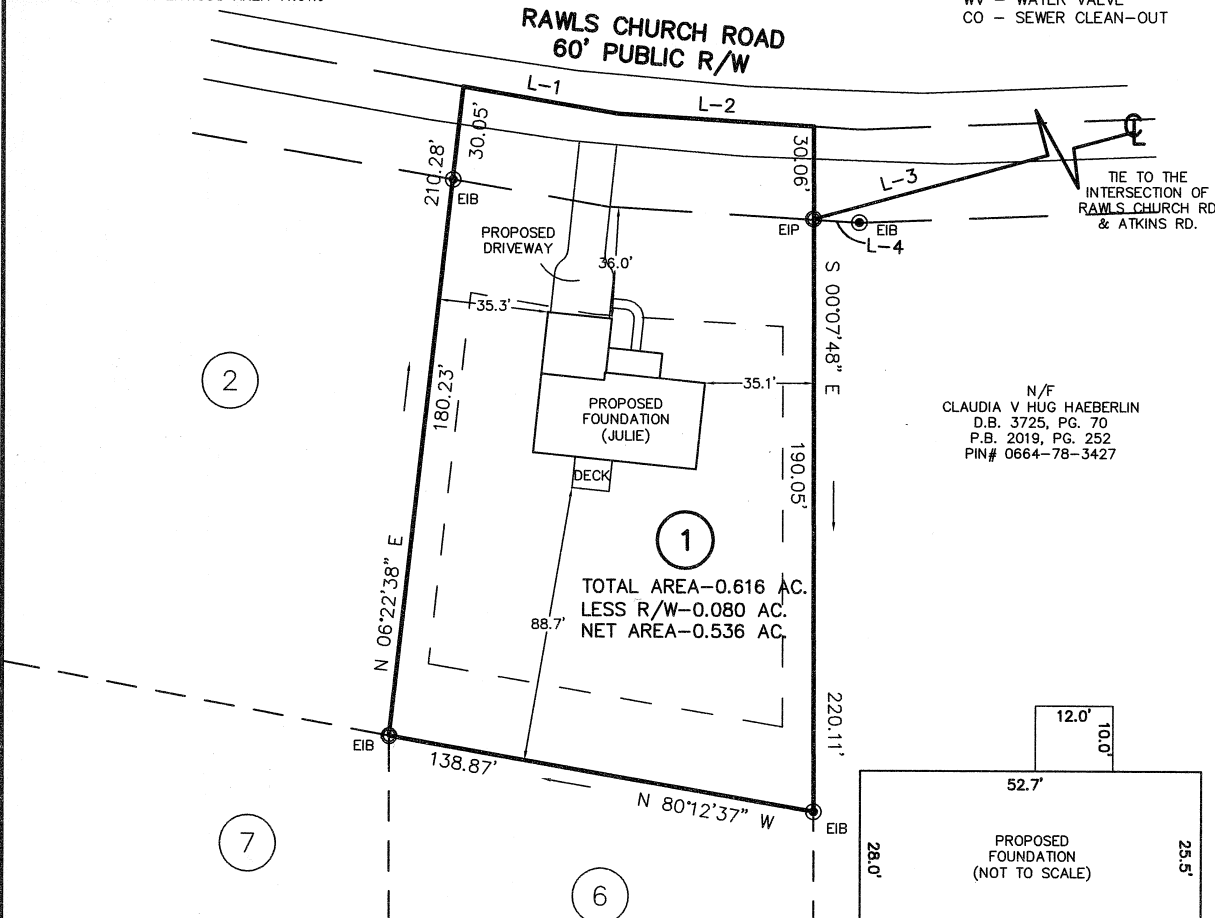 WV – WATER VALVE
CO – SEWER CLEAN-OUT
RAWLS CHURCH ROAD
60' PUBLIC R/W
L-1
L-2
30.05'
210.28'
EIB
30.06'
L-3
℄
TIE TO THE
INTERSECTION OF
RAWLS CHURCH RD
& ATKINS RD.
EIP
EIB
L-4
PROPOSED
DRIVEWAY
36.0'
35.3'
S 00°07'48" E
2
180.23'
35.1'
PROPOSED
FOUNDATION
(JULIE)
DECK
N/F
CLAUDIA V HUG HAEBERLIN
D.B. 3725, PG. 70
P.B. 2019, PG. 252
PIN# 0664-78-3427
190.05'
1
TOTAL AREA-0.616 AC.
LESS R/W-0.080 AC.
NET AREA-0.536 AC.
N 06°22'38" E
88.7'
220.11'
EIB
138.87'
N 80°12'37" W
EIB
7
6
12.0'
10.0'
52.7'
PROPOSED
FOUNDATION
(NOT TO SCALE)
28.0'
25.5'